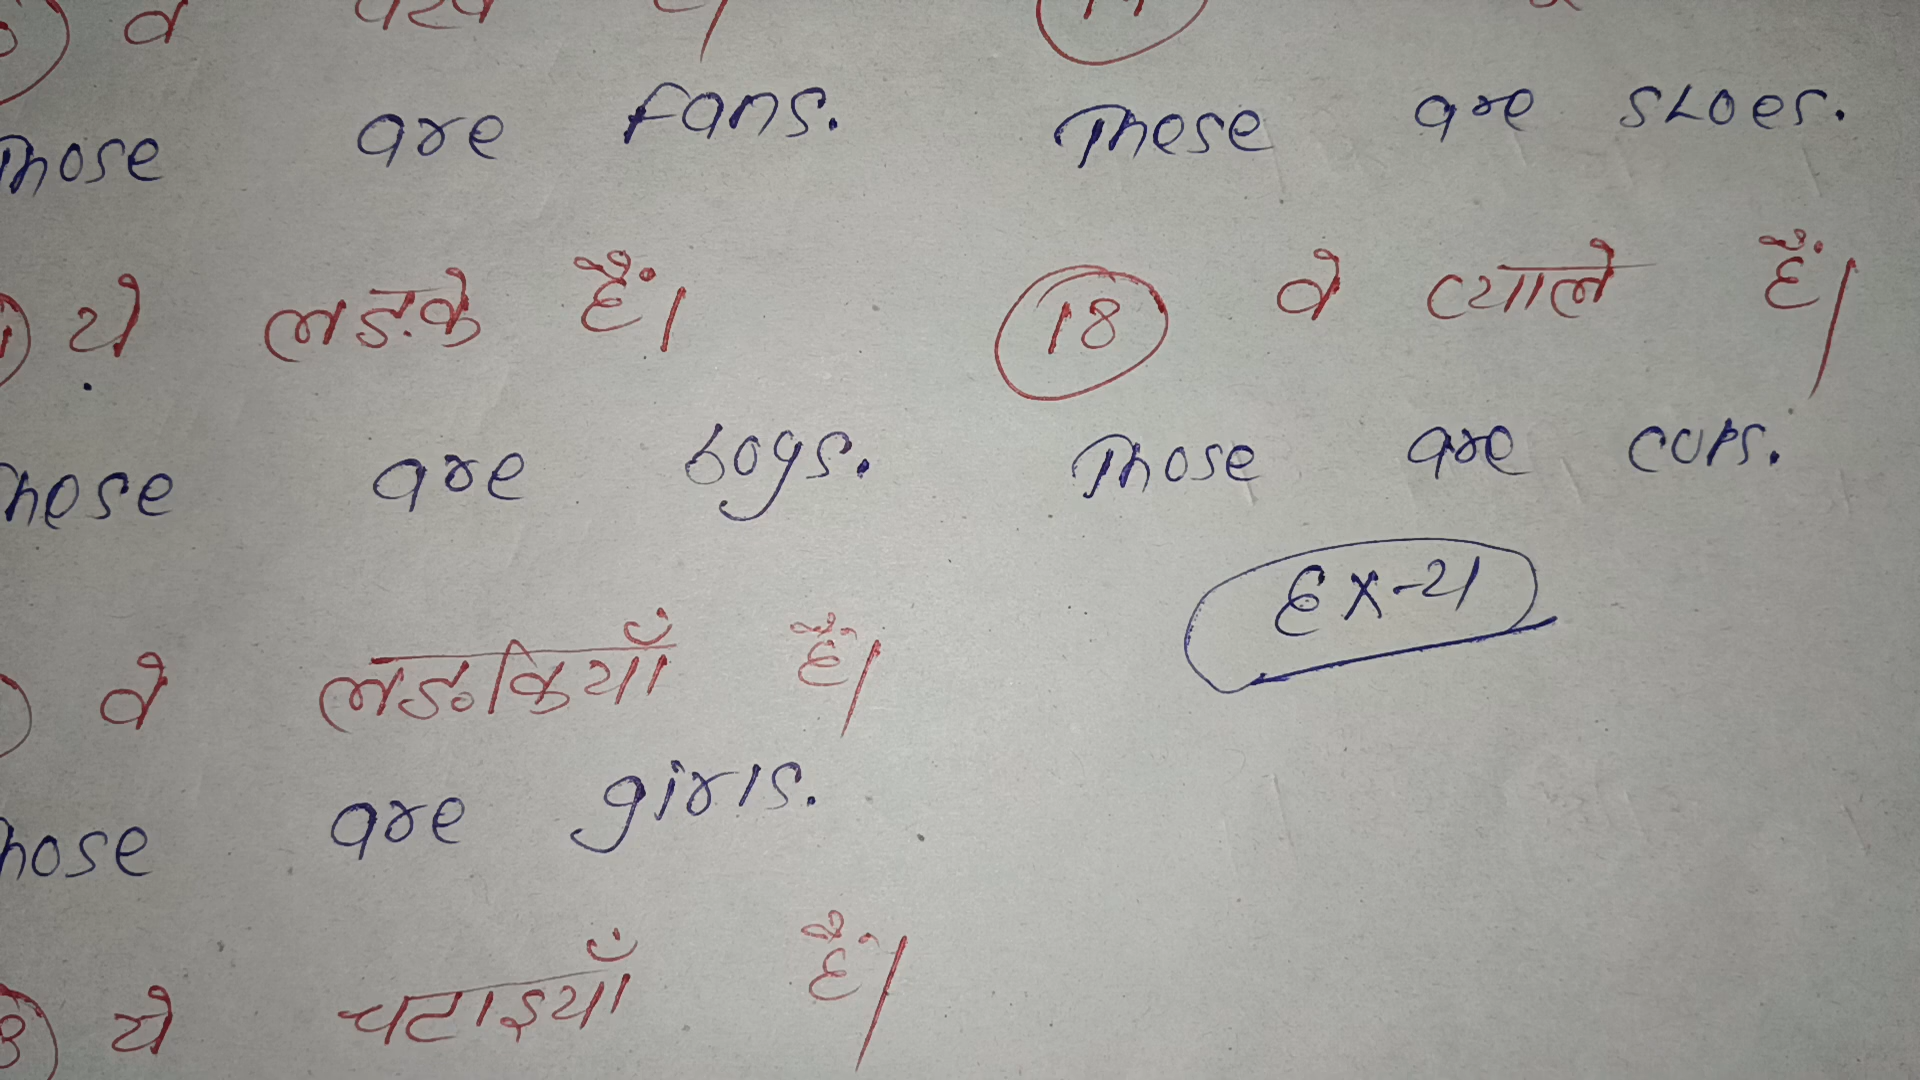 वे पंखे हैं।
Those are fans.
ये लड़के हैं।
These are boys.
वे लड़कियाँ हैं।
Those are girls.
ये चटाइयाँ हैं।
These are shoes.
18 वे प्याले हैं।
Those are cups.
Ex-21